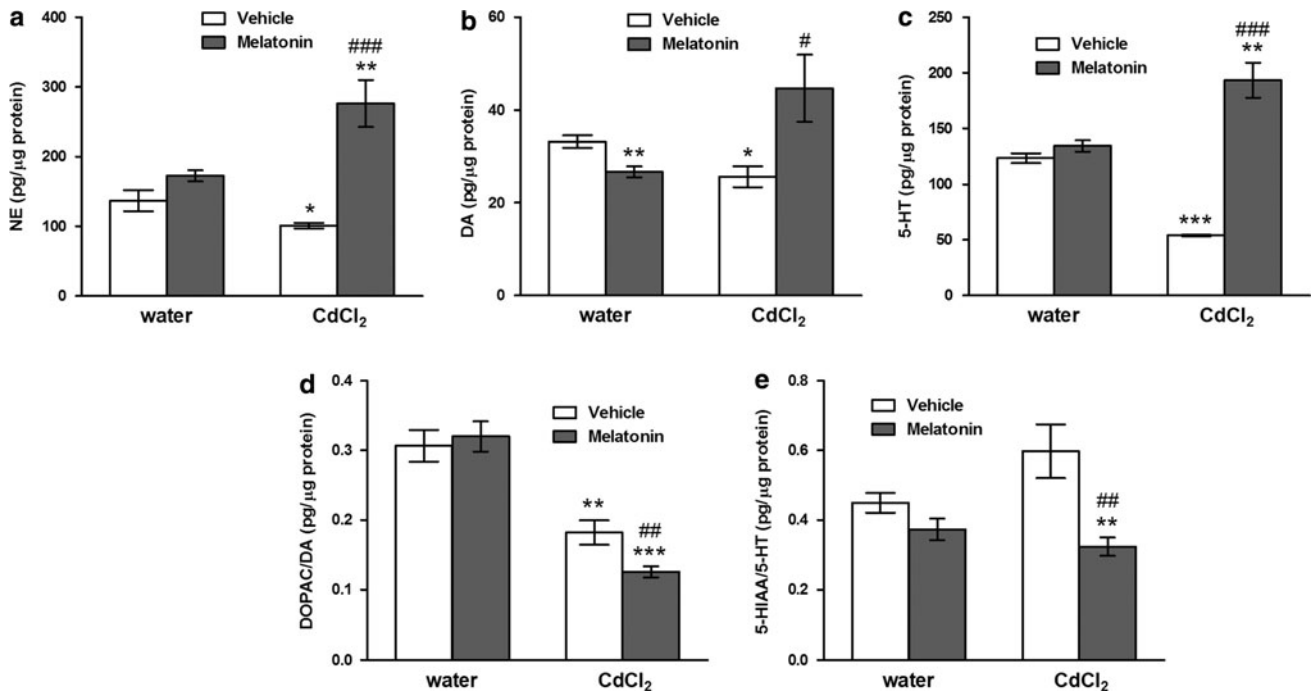 a
Vehicle
Melatonin
NE (pg/µg protein)
400
300
200
100
0
###
**
*
water
CdCl₂
b
Vehicle
Melatonin
DA (pg/µg protein)
60
40
20
0
#
**
*
water
CdCl₂
c
Vehicle
Melatonin
5-HT (pg/µg protein)
250
200
150
100
50
0
###
**
***
water
CdCl₂
d
Vehicle
Melatonin
DOPAC/DA (pg/µg protein)
0.4
0.3
0.2
0.1
0.0
**
##
***
water
CdCl₂
e
Vehicle
Melatonin
5-HIAA/5-HT (pg/µg protein)
0.8
0.6
0.4
0.2
0.0
##
**
water
CdCl₂